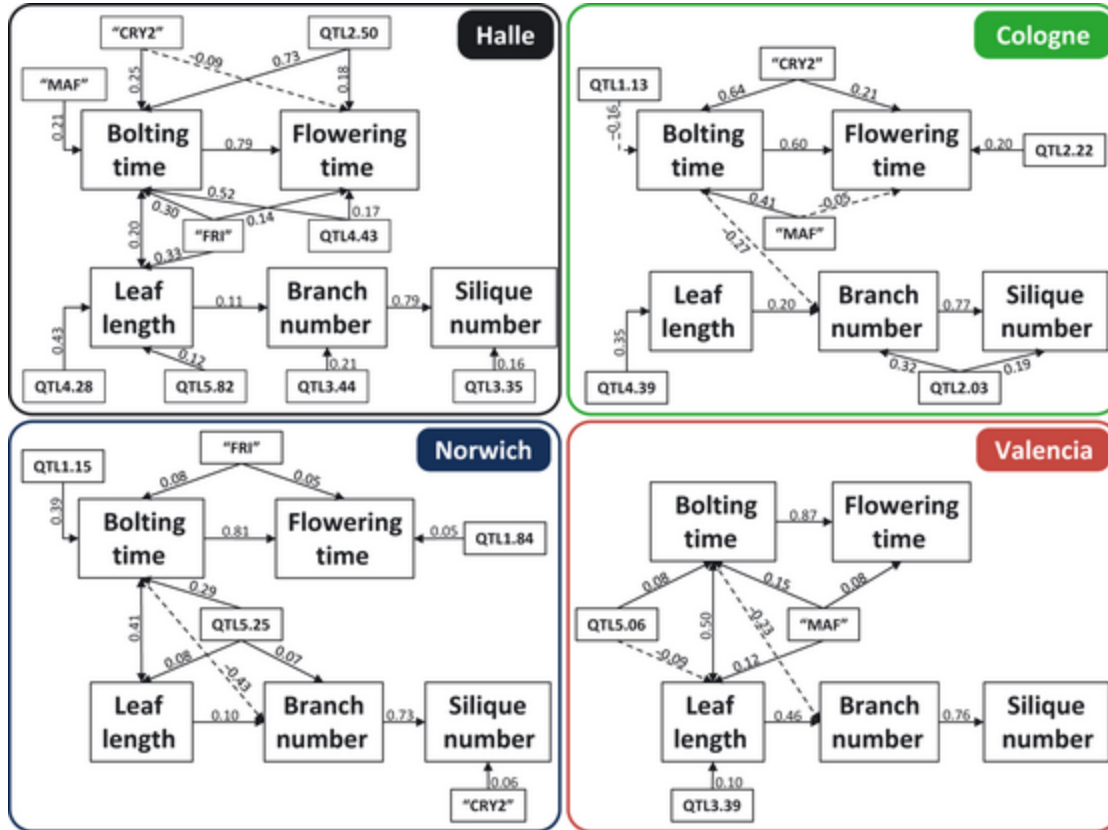 Halle
“CRY2”
QTL2.50
“MAF”
0.25
-0.09
0.73
0.18
0.21
Bolting
time
0.79
Flowering
time
0.30
0.52
0.14
0.17
0.20
“FRI”
QTL4.43
0.33
Leaf
length
0.11
Branch
number
0.79
Silique
number
0.43
0.12
0.21
0.16
QTL4.28
QTL5.82
QTL3.44
QTL3.35
Cologne
“CRY2”
QTL1.13
0.64
0.21
-0.16
Bolting
time
0.60
Flowering
time
0.20
QTL2.22
0.41
-0.05
“MAF”
-0.27
Leaf
length
0.20
Branch
number
0.77
Silique
number
0.35
0.32
0.19
QTL4.39
QTL2.03
Norwich
“FRI”
QTL1.15
0.08
0.05
0.39
Bolting
time
0.81
Flowering
time
0.05
QTL1.84
0.29
0.41
QTL5.25
0.08
-0.43
0.07
Leaf
length
0.10
Branch
number
0.73
Silique
number
0.06
“CRY2”
Valencia
Bolting
time
0.87
Flowering
time
0.08
0.15
0.08
QTL5.06
0.50
-0.23
“MAF”
-0.09
0.12
Leaf
length
0.46
Branch
number
0.76
Silique
number
0.10
QTL3.39